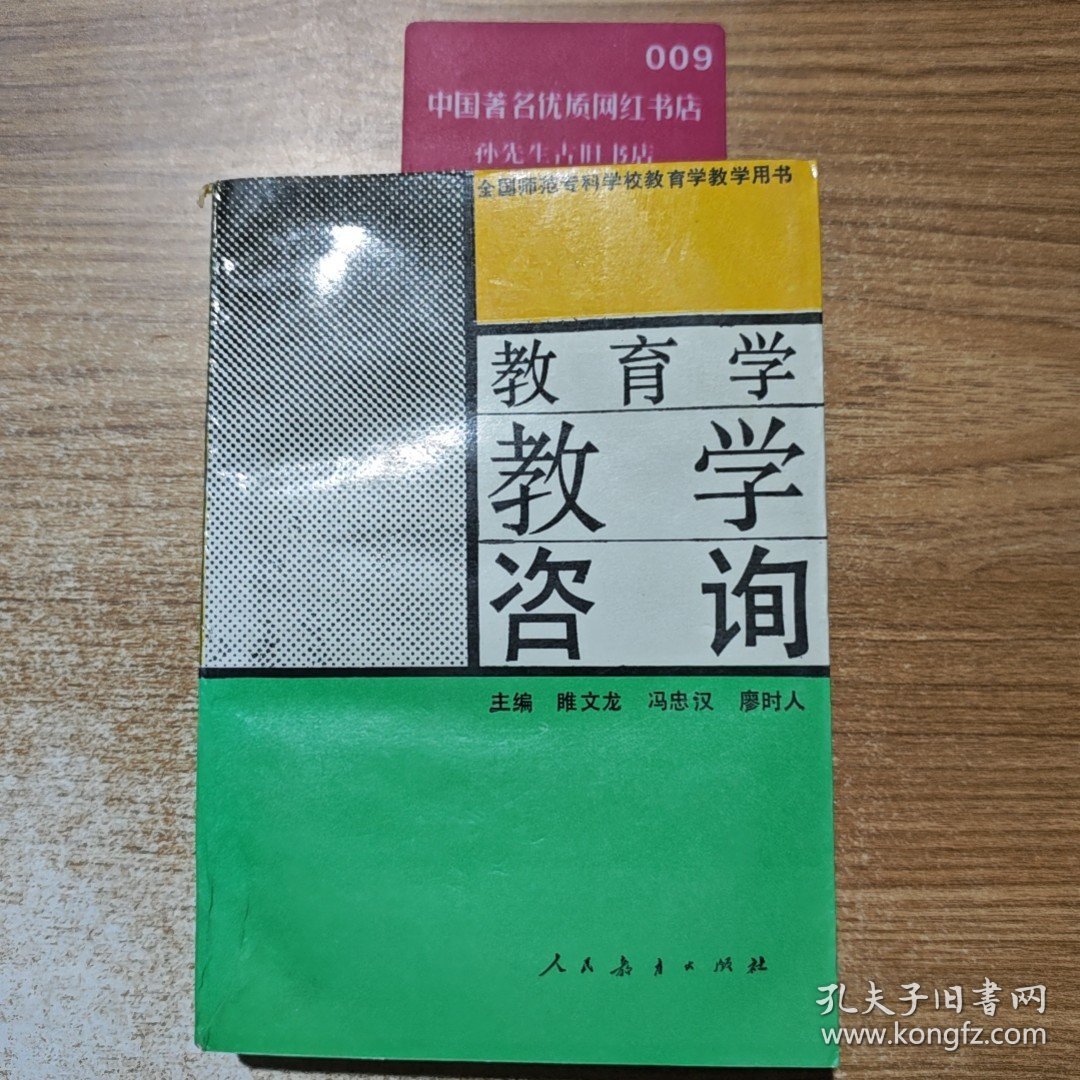 009
中国著名优质网红书店
孙先生古旧书店
全国师范专科学校教育学教学用书
教育学
教学
咨询
主编 睢文龙 冯忠汉 廖时人
人民教育出版社
孔夫子旧書网
www.kongfz.com